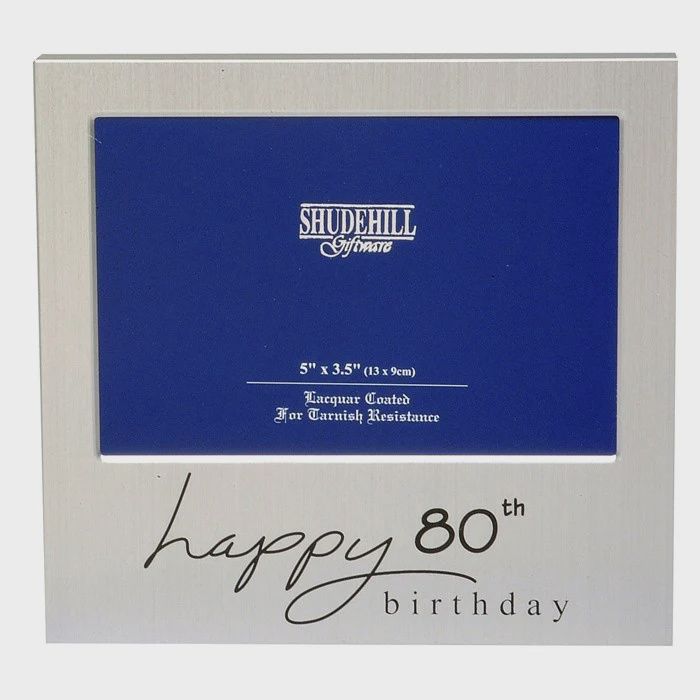 SHUDEHILL
Giftware
5" x 3.5" (13 x 9cm)
Lacquar Coated
For Tarnish Resistance
happy 80th
birthday